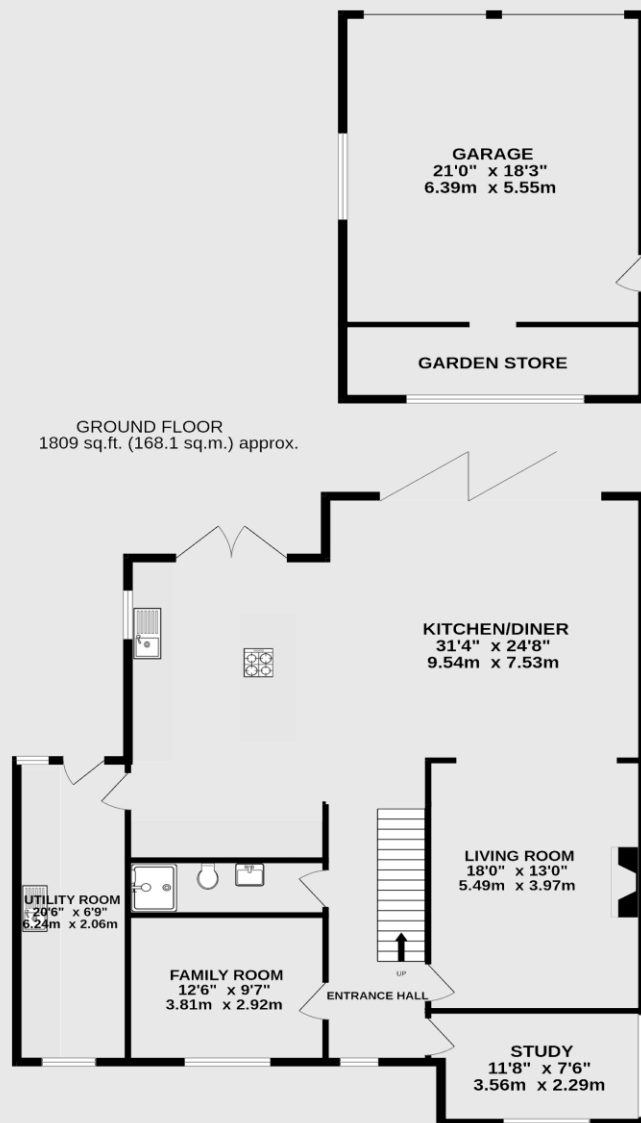 GARAGE
21'0" x 18'3"
6.39m x 5.55m
GARDEN STORE
GROUND FLOOR
1809 sq.ft. (168.1 sq.m.) approx.
KITCHEN/DINER
31'4" x 24'8"
9.54m x 7.53m
LIVING ROOM
18'0" x 13'0"
5.49m x 3.97m
UTILITY ROOM
20'6" x 6'9"
6.24m x 2.06m
FAMILY ROOM
12'6" x 9'7"
3.81m x 2.92m
UP
ENTRANCE HALL
STUDY
11'8" x 7'6"
3.56m x 2.29m